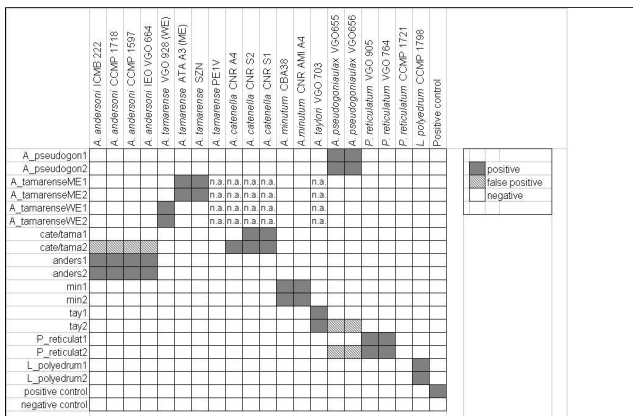 A. andersoni ICMB 222
A. andersoni CCMP 1718
A. andersoni CCMP 1597
A. andersoni IEO VGO 664
A. tamarense VGO 928 (WE)
A. tamarense ATA A3 (ME)
A. tamarense SZN
A. tamarense PE1V
A. catenella CNR A4
A. catenella CNR S2
A. catenella CNR S1
A. minutum CBA38
A. minutum CNR AMI A4
A. taylori VGO 703
A. pseudogoniaulax VGO655
A. pseudogoniaulax VGO656
P. reticulatum VGO 905
P. reticulatum VGO 764
P. reticulatum CCMP 1721
L. polyedrum CCMP 1798
Positive control
A_pseudogon1
A_pseudogon2
A_tamarenseME1 n.a. n.a. n.a. n.a. n.a.
A_tamarenseME2 n.a. n.a. n.a. n.a. n.a.
A_tamarenseWE1 n.a. n.a. n.a. n.a. n.a.
A_tamarenseWE2 n.a. n.a. n.a. n.a. n.a.
cate/tama1
cate/tama2
anders1
anders2
min1
min2
tay1
tay2
P_reticulat1
P_reticulat2
L_polyedrum1
L_polyedrum2
positive control
negative control
positive
false positive
negative